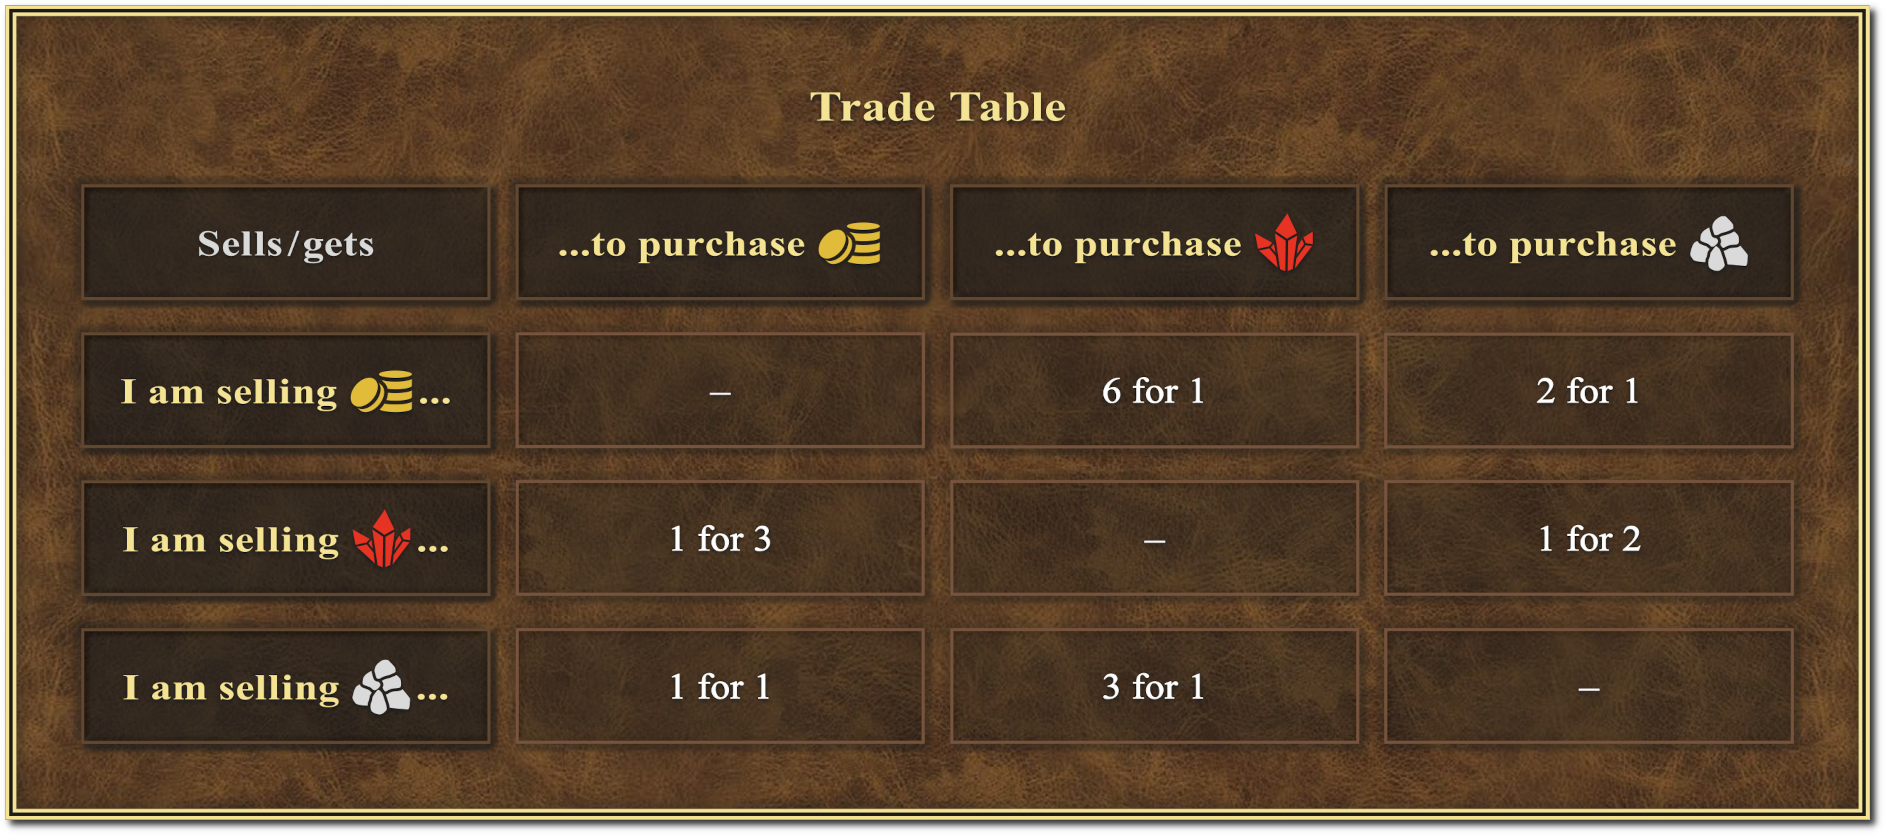 Trade Table
Sells/gets
...to purchase
...to purchase
...to purchase
I am selling ...
–
6 for 1
2 for 1
I am selling ...
1 for 3
–
1 for 2
I am selling ...
1 for 1
3 for 1
–